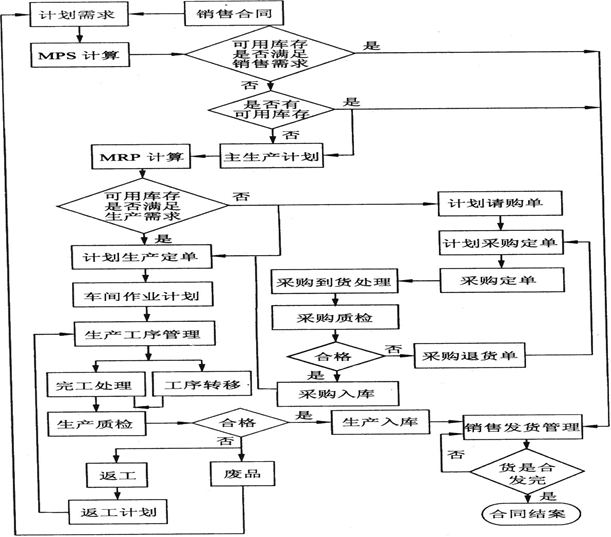 计划需求
销售合同
MPS 计算
可用库存
是否满足
销售需求
是
否
是否有
可用库存
是
否
MRP 计算
主生产计划
可用库存
是否满足
生产需求
否
是
计划请购单
计划生产定单
计划采购定单
车间作业计划
采购到货处理
采购定单
生产工序管理
采购质检
合格
否
采购退货单
是
完工处理
工序转移
采购入库
生产质检
合格
是
生产入库
销售发货管理
否
否
货是合
发完
返工
废品
是
返工计划
合同结案